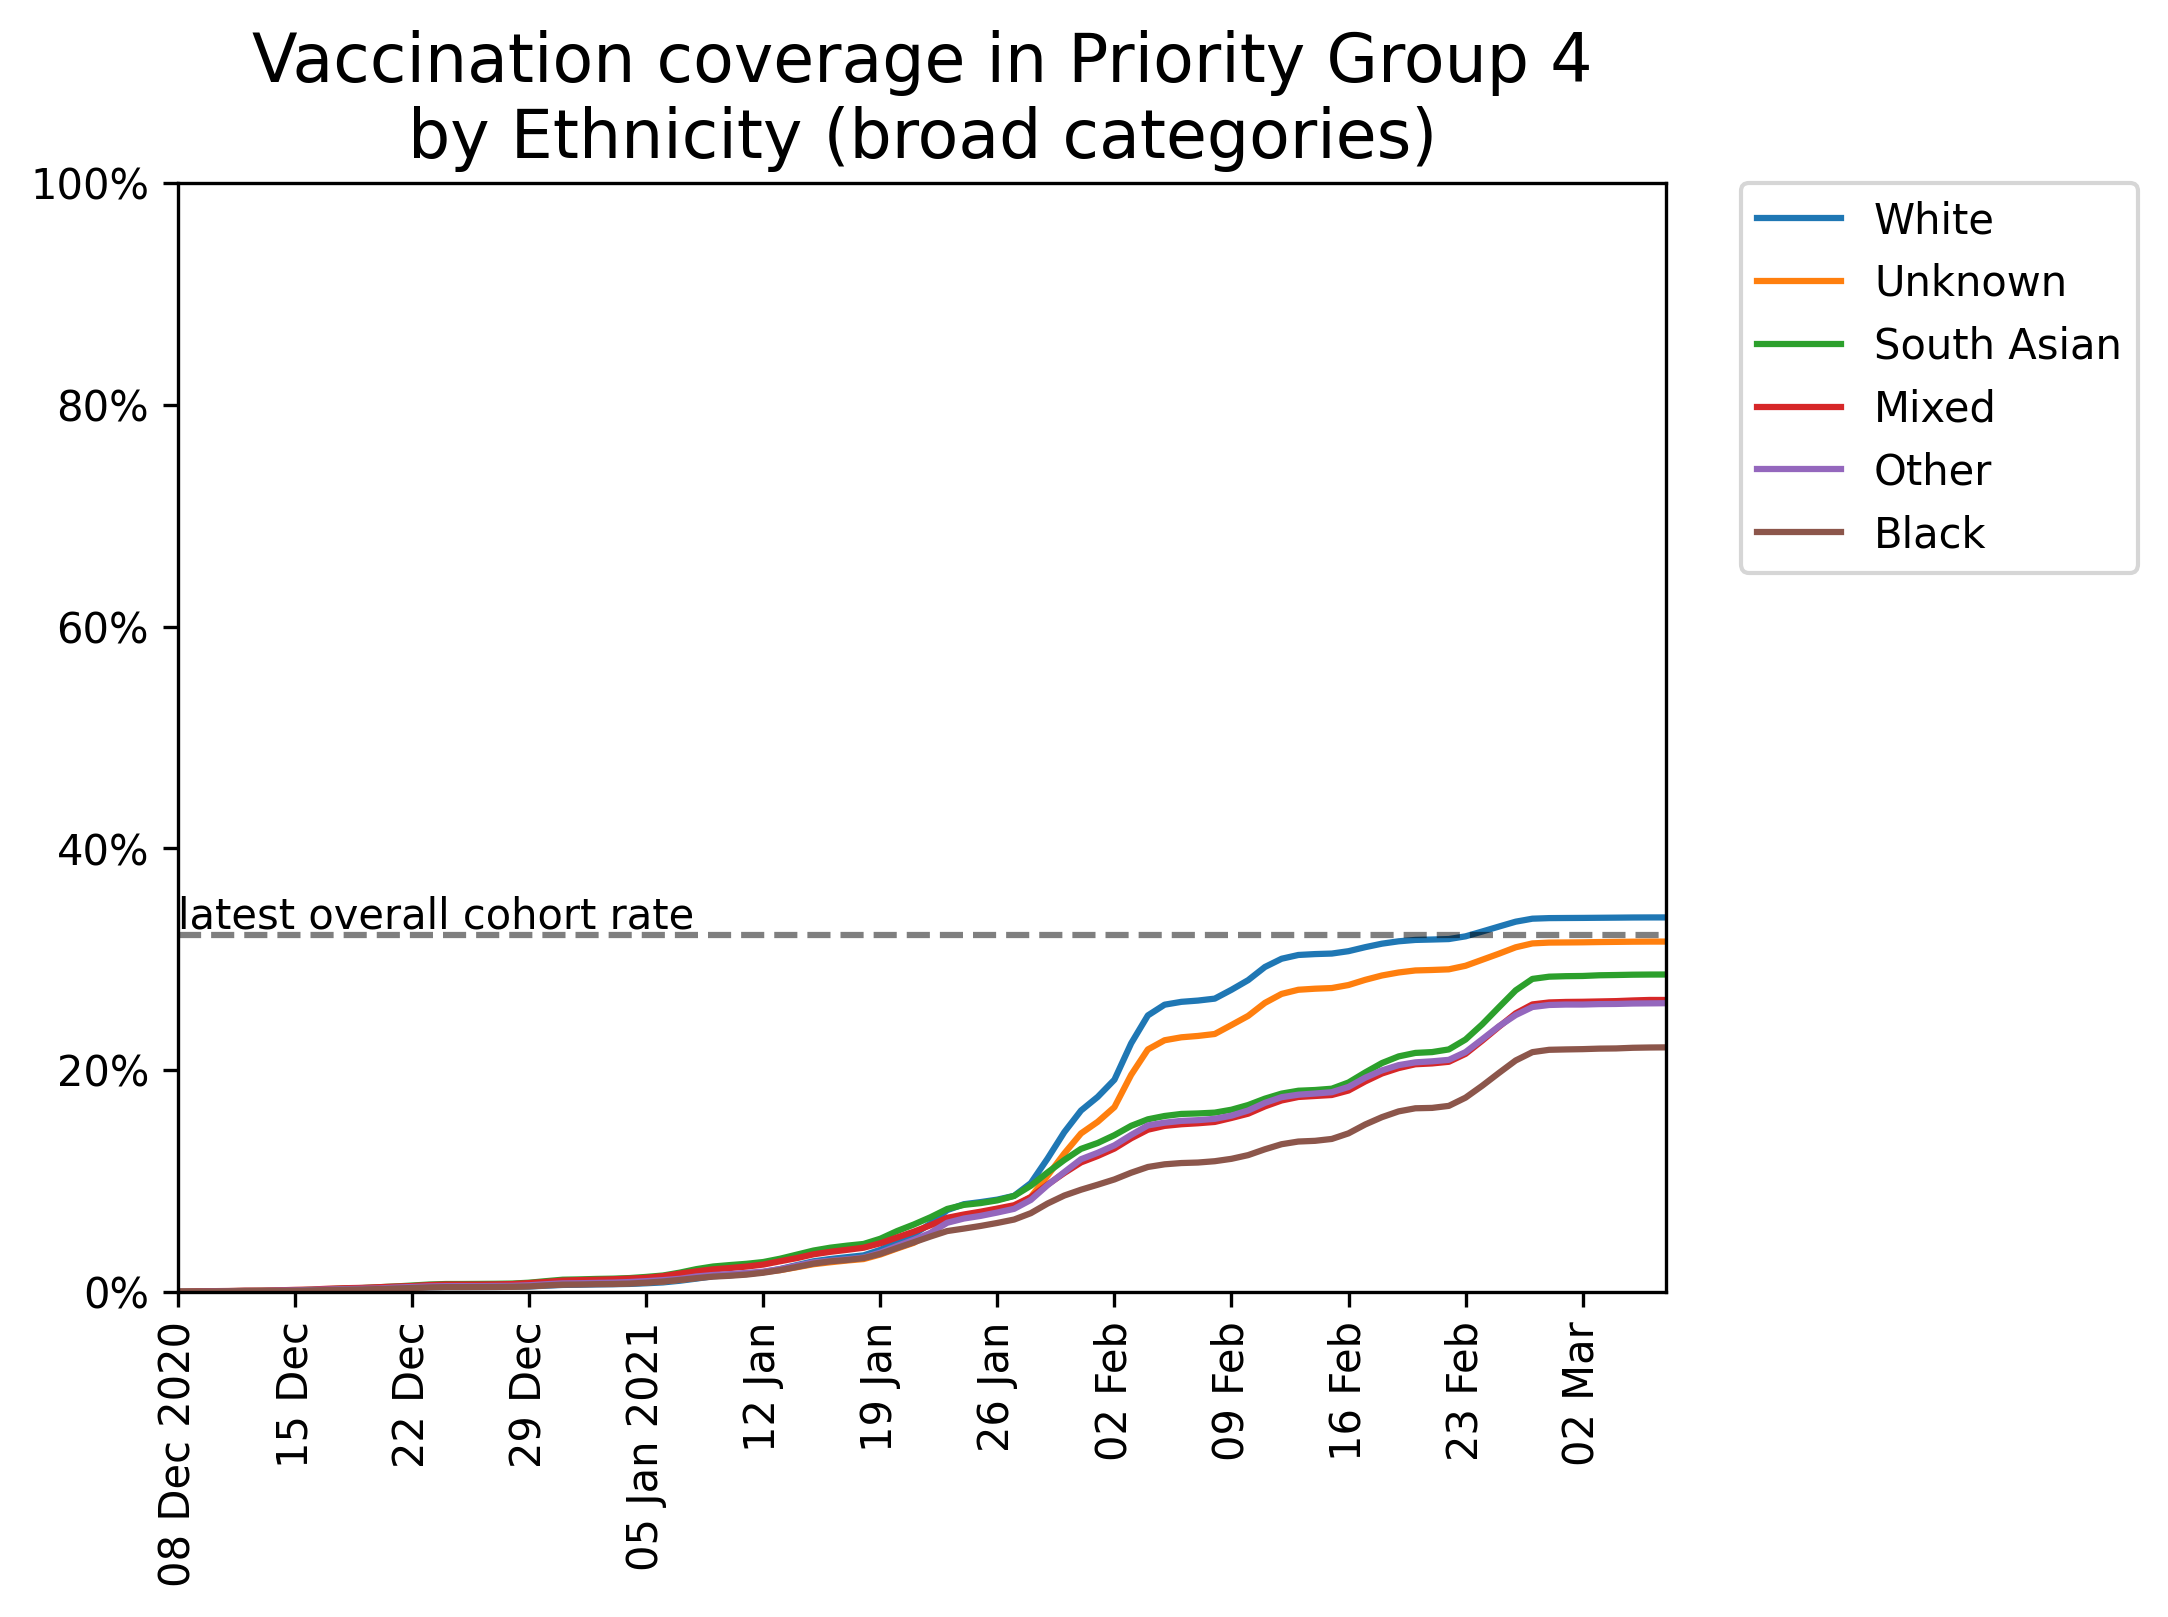 Vaccination coverage in Priority Group 4
by Ethnicity (broad categories)
100%
80%
60%
40%
20%
0%
latest overall cohort rate
White
Unknown
South Asian
Mixed
Other
Black
08 Dec 2020
15 Dec
22 Dec
29 Dec
05 Jan 2021
12 Jan
19 Jan
26 Jan
02 Feb
09 Feb
16 Feb
23 Feb
02 Mar